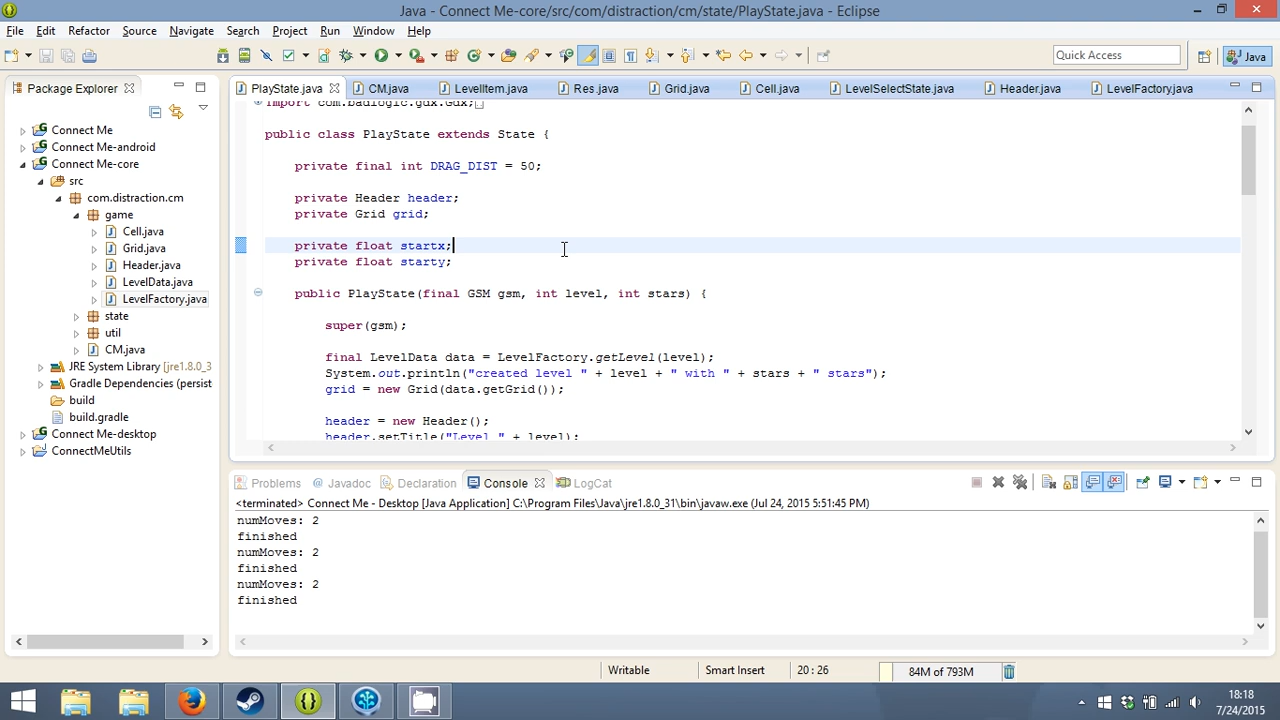 Java - Connect Me-core/src/com/distraction/cm/state/PlayState.java - Eclipse
File Edit Refactor Source Navigate Search Project Run Window Help
Quick Access
Java
Package Explorer
Connect Me
Connect Me-android
Connect Me-core
src
com.distraction.cm
game
Cell.java
Grid.java
Header.java
LevelData.java
LevelFactory.java
state
util
CM.java
JRE System Library [jre1.8.0_3
Gradle Dependencies (persist
build
build.gradle
Connect Me-desktop
ConnectMeUtils
PlayState.java CM.java LevelItem.java Res.java Grid.java Cell.java LevelSelectState.java Header.java LevelFactory.java
import com.badlogic.gdx.Gdx;
public class PlayState extends State {
private final int DRAG_DIST = 50;
private Header header;
private Grid grid;
private float startx;
private float starty;
public PlayState(final GSM gsm, int level, int stars) {
super(gsm);
final LevelData data = LevelFactory.getLevel(level);
System.out.println("created level " + level + " with " + stars + " stars");
grid = new Grid(data.getGrid());
header = new Header();
header.setTitle("Level " + level);
Problems @ Javadoc Declaration Console LogCat
<terminated> Connect Me - Desktop [Java Application] C:\Program Files\Java\jre1.8.0_31\bin\javaw.exe (Jul 24, 2015 5:51:45 PM)
numMoves: 2
finished
numMoves: 2
finished
numMoves: 2
finished
Writable Smart Insert 20 : 26 84M of 793M
18:18
7/24/2015